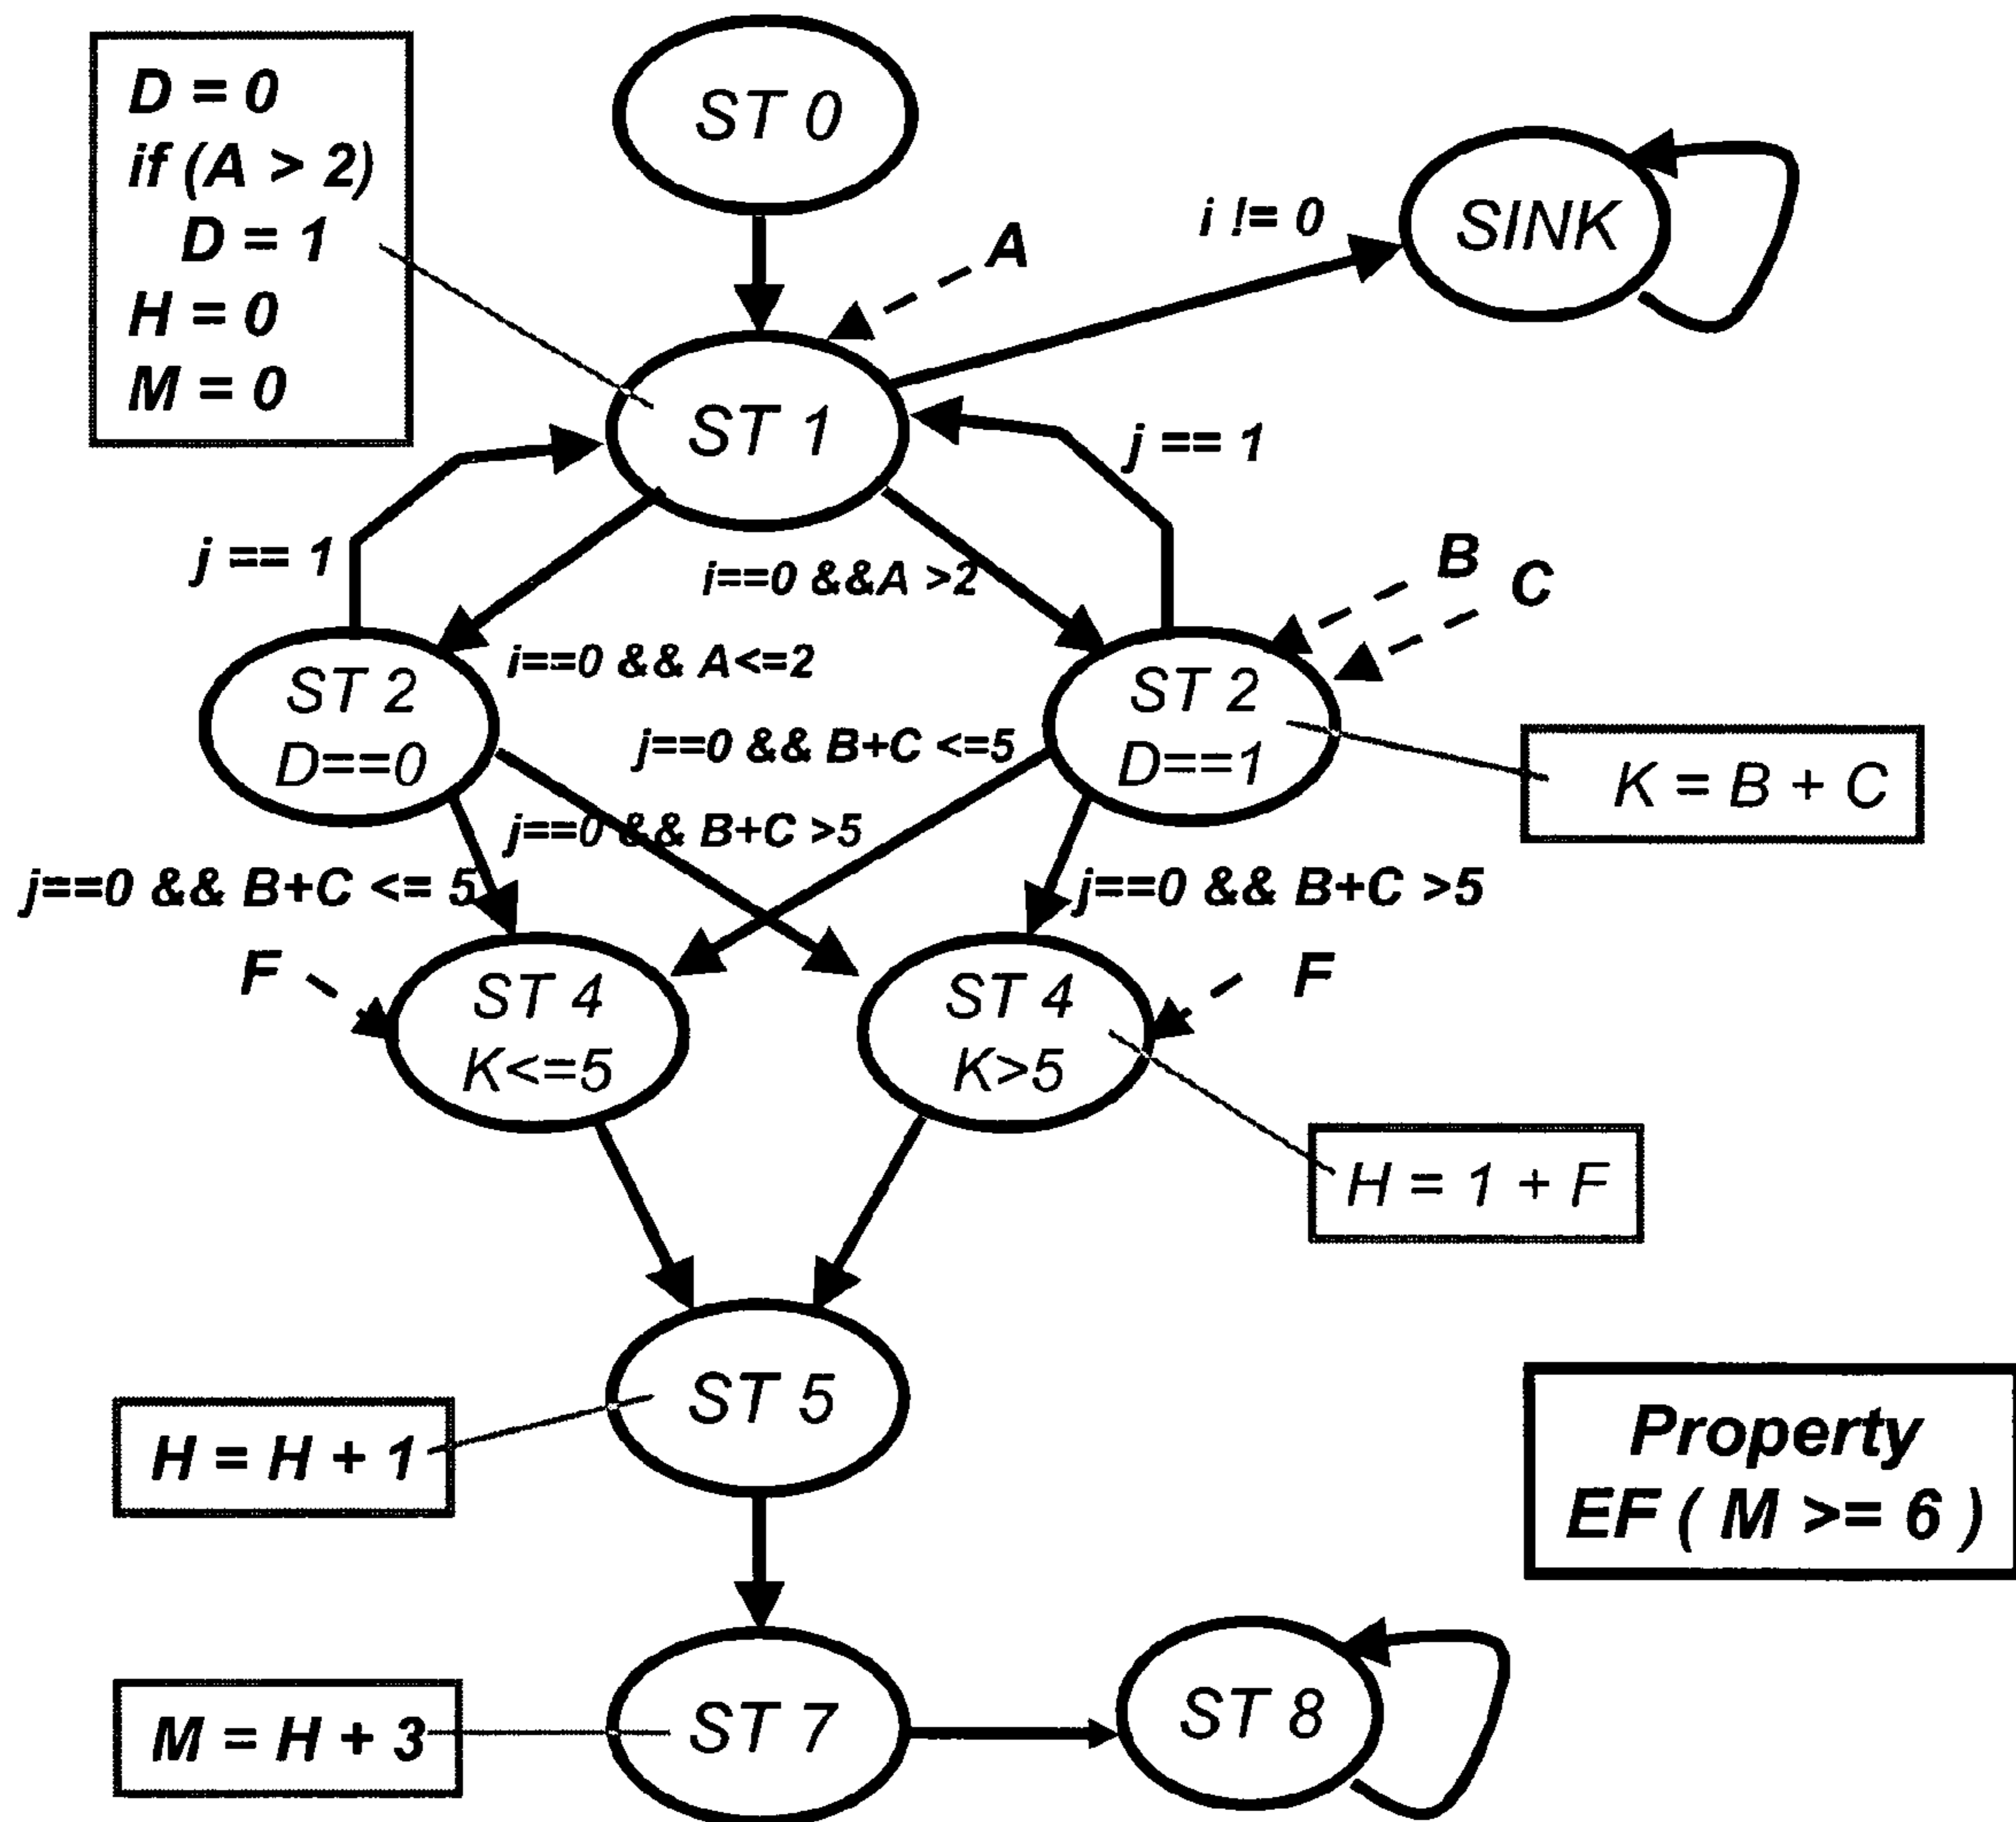 D = 0
if (A > 2)
D = 1
H = 0
M = 0
ST 0
SINK
i != 0
A
ST 1
j == 1
j == 1
i==0 &&A >2
B
C
i==0 && A<=2
ST 2
D==0
ST 2
D==1
j==0 && B+C <=5
K = B + C
j==0 && B+C >5
j==0 && B+C <= 5
j==0 && B+C >5
F
F
ST 4
K<=5
ST 4
K>5
H = 1 + F
ST 5
H = H + 1
Property
EF ( M >= 6 )
ST 7
M = H + 3
ST 8